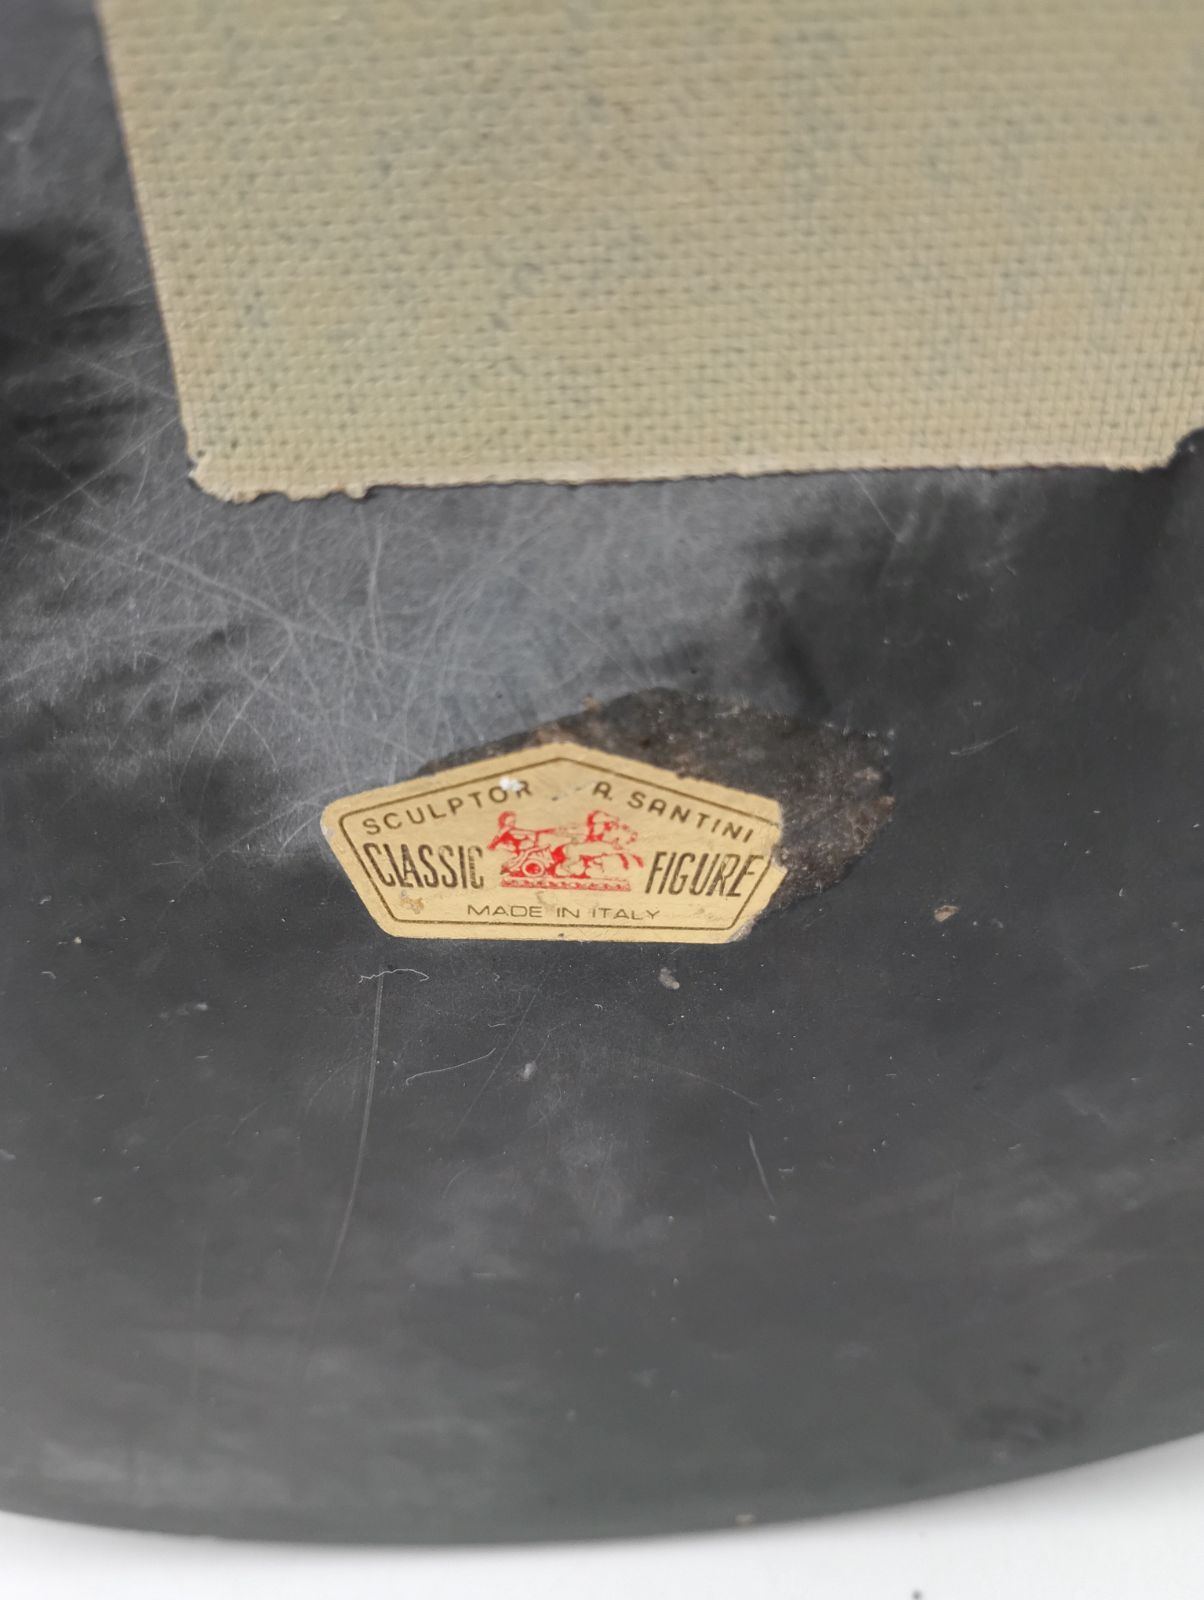 SCULPTOR A. SANTINI
CLASSIC FIGURE
MADE IN ITALY